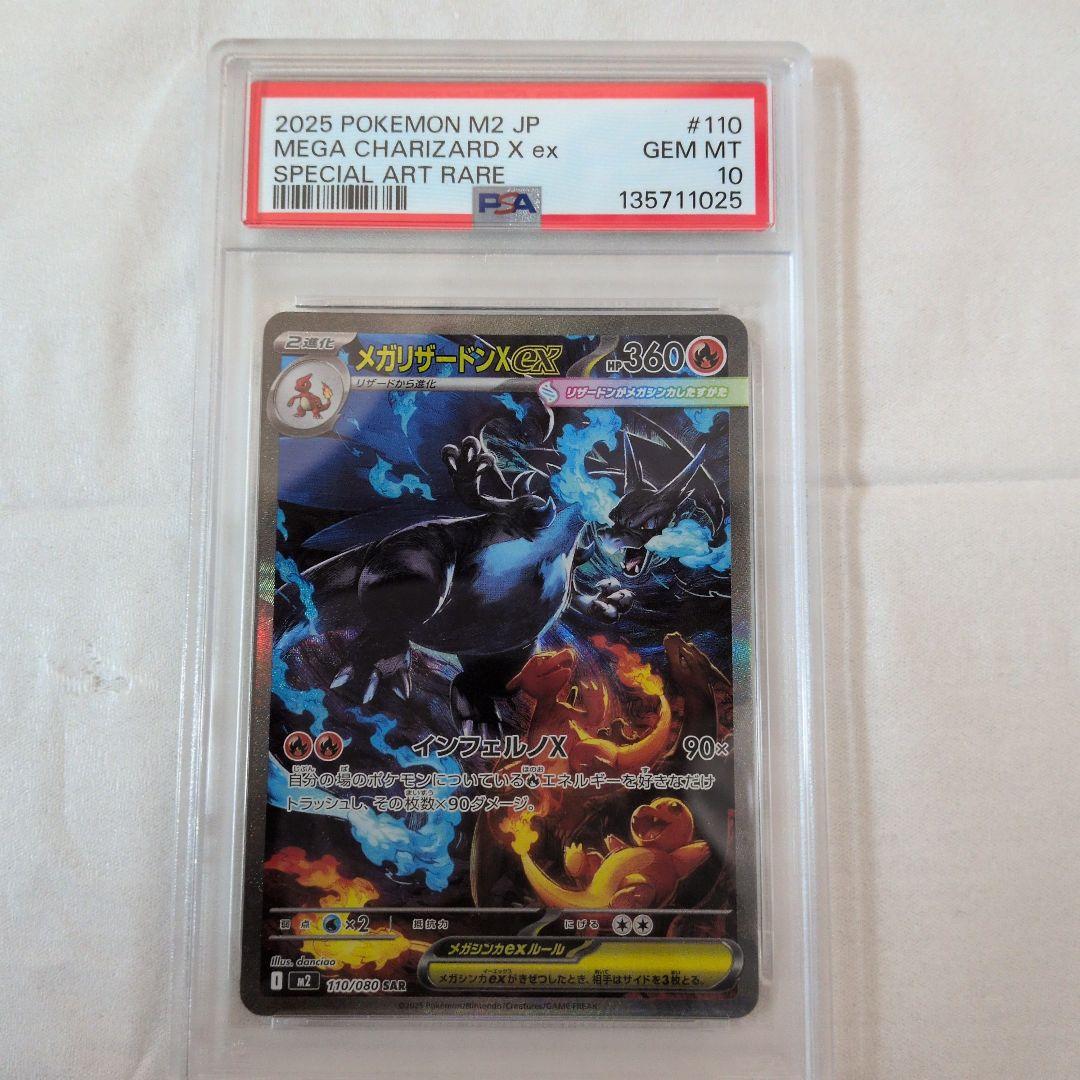 2025 POKEMON M2 JP #110
MEGA CHARIZARD X ex GEM MT
SPECIAL ART RARE 10
PSA 135711025
2進化 メガリザードンXex HP360
リザードから進化 リザードンがメガシンカしたすがた
インフェルノX 90×
自分の場のポケモンについているエネルギーを好きなだけ
トラッシュし、その枚数×90ダメージ。
弱点 ×2 抵抗力 にげる
メガシンカexルール
メガシンカexがきぜつしたとき、相手はサイドを3枚とる。
Illus. danciao
I M2 110/080 SAR
©2025 Pokémon/Nintendo/Creatures/GAME FREAK